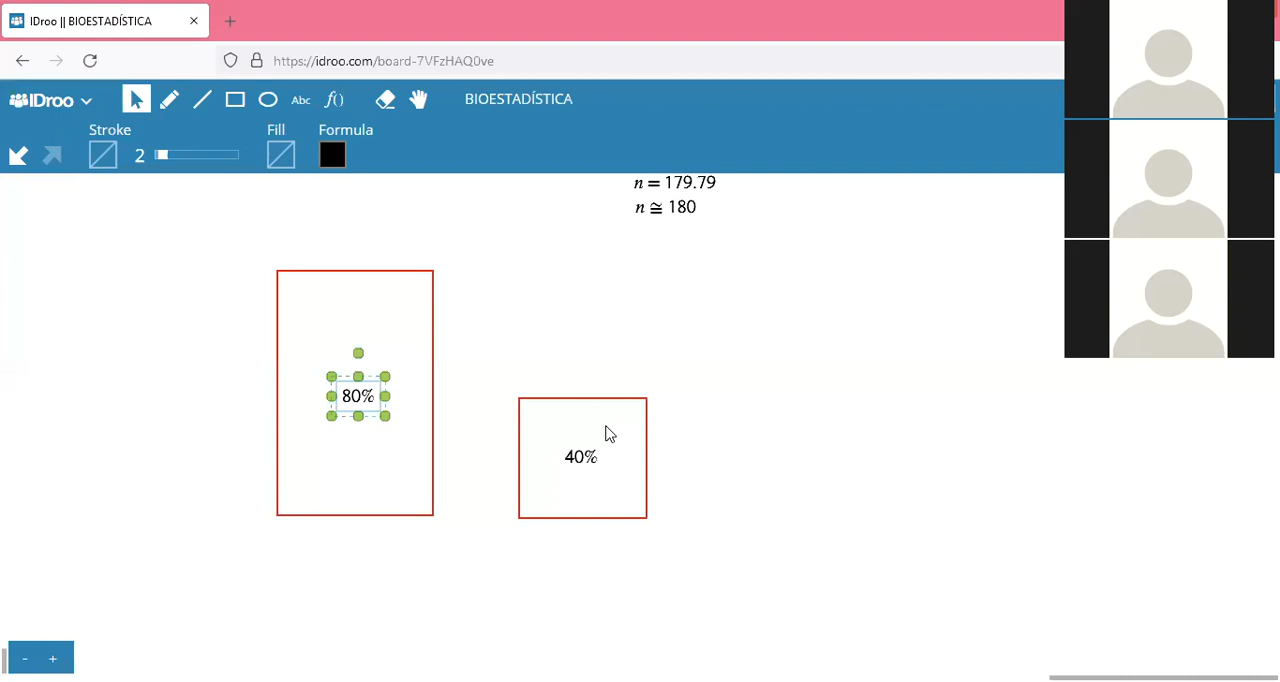 IDroo || BIOESTADÍSTICA
https://idroo.com/board-7VFzHAQ0ve
IDroo
Abc
f()
BIOESTADÍSTICA
Stroke
Fill
Formula
2
n = 179.79
n ≅ 180
80%
40%
- +